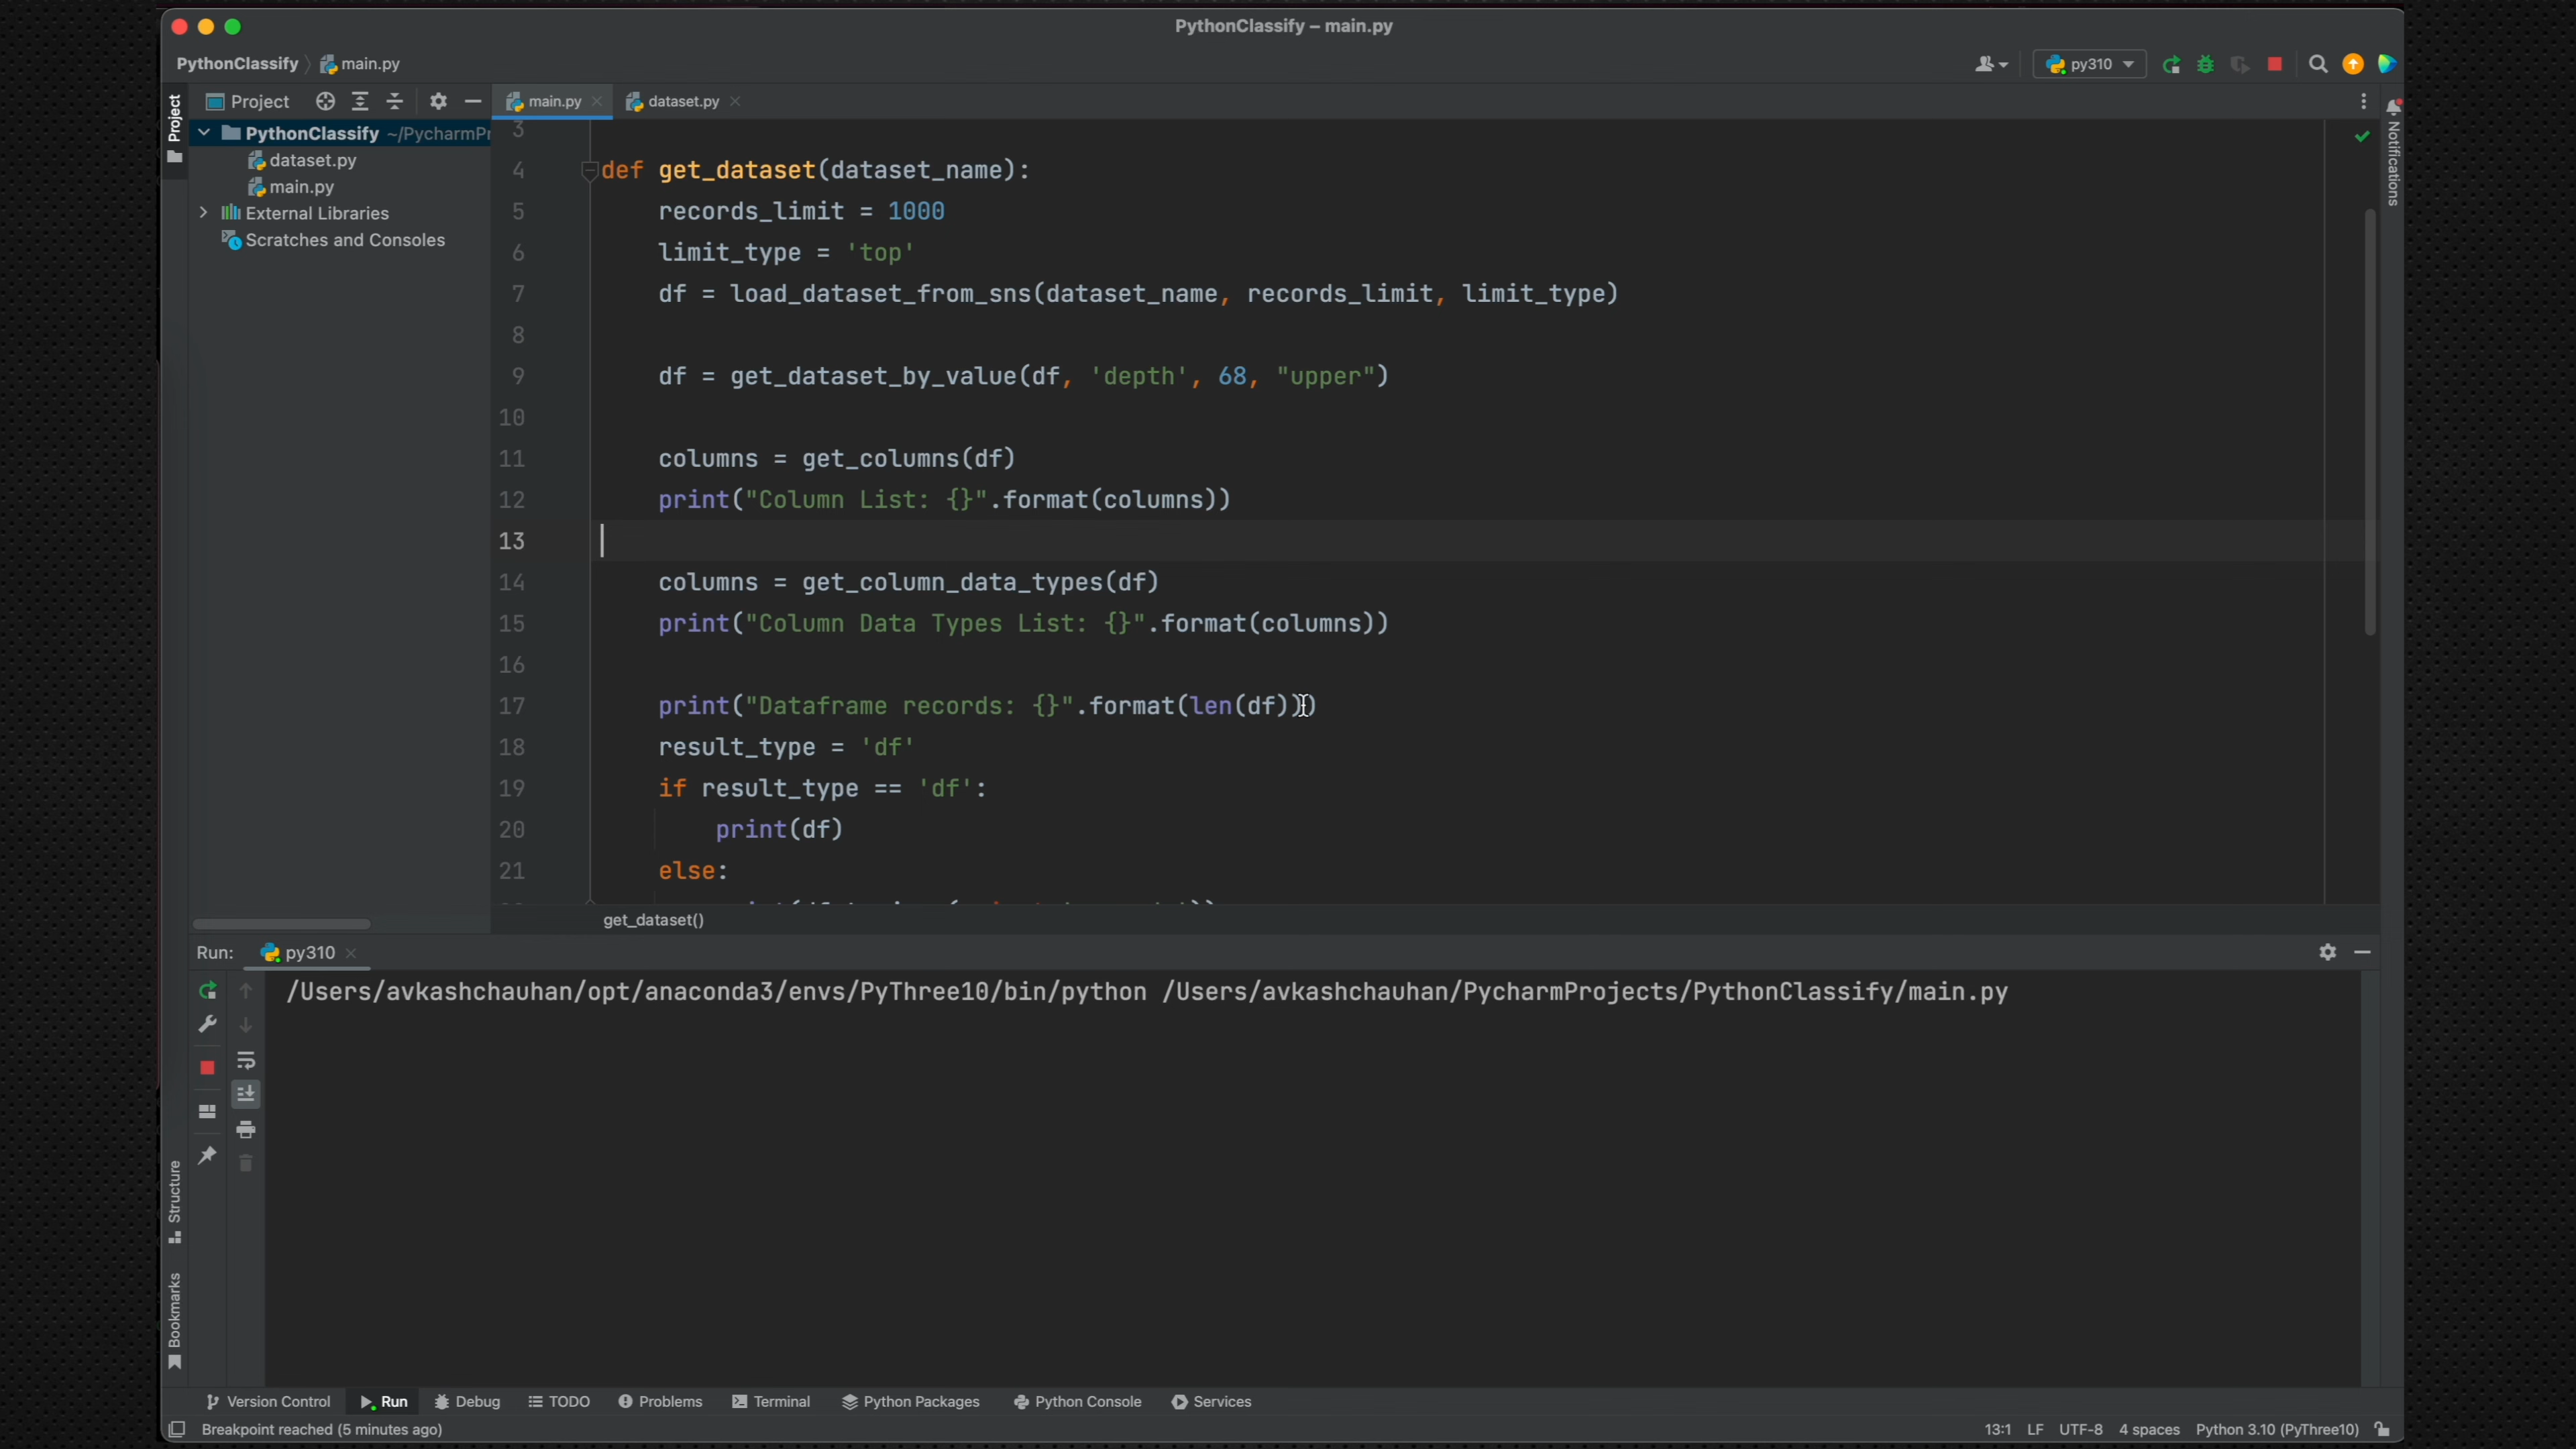 PythonClassify – main.py
PythonClassify main.py
py310
Project
Project
main.py
dataset.py
Notifications
PythonClassify ~/PycharmPr
dataset.py
main.py
External Libraries
Scratches and Consoles
3
4 def get_dataset(dataset_name):
5 records_limit = 1000
6 limit_type = 'top'
7 df = load_dataset_from_sns(dataset_name, records_limit, limit_type)
8
9 df = get_dataset_by_value(df, 'depth', 68, "upper")
10
11 columns = get_columns(df)
12 print("Column List: {}".format(columns))
13
14 columns = get_column_data_types(df)
15 print("Column Data Types List: {}".format(columns))
16
17 print("Dataframe records: {}".format(len(df)))
18 result_type = 'df'
19 if result_type == 'df':
20 print(df)
21 else:
get_dataset()
Run: py310
/Users/avkashchauhan/opt/anaconda3/envs/PyThree10/bin/python /Users/avkashchauhan/PycharmProjects/PythonClassify/main.py
Structure
Bookmarks
Version Control Run Debug TODO Problems Terminal Python Packages Python Console Services
Breakpoint reached (5 minutes ago) 13:1 LF UTF-8 4 spaces Python 3.10 (PyThree10)